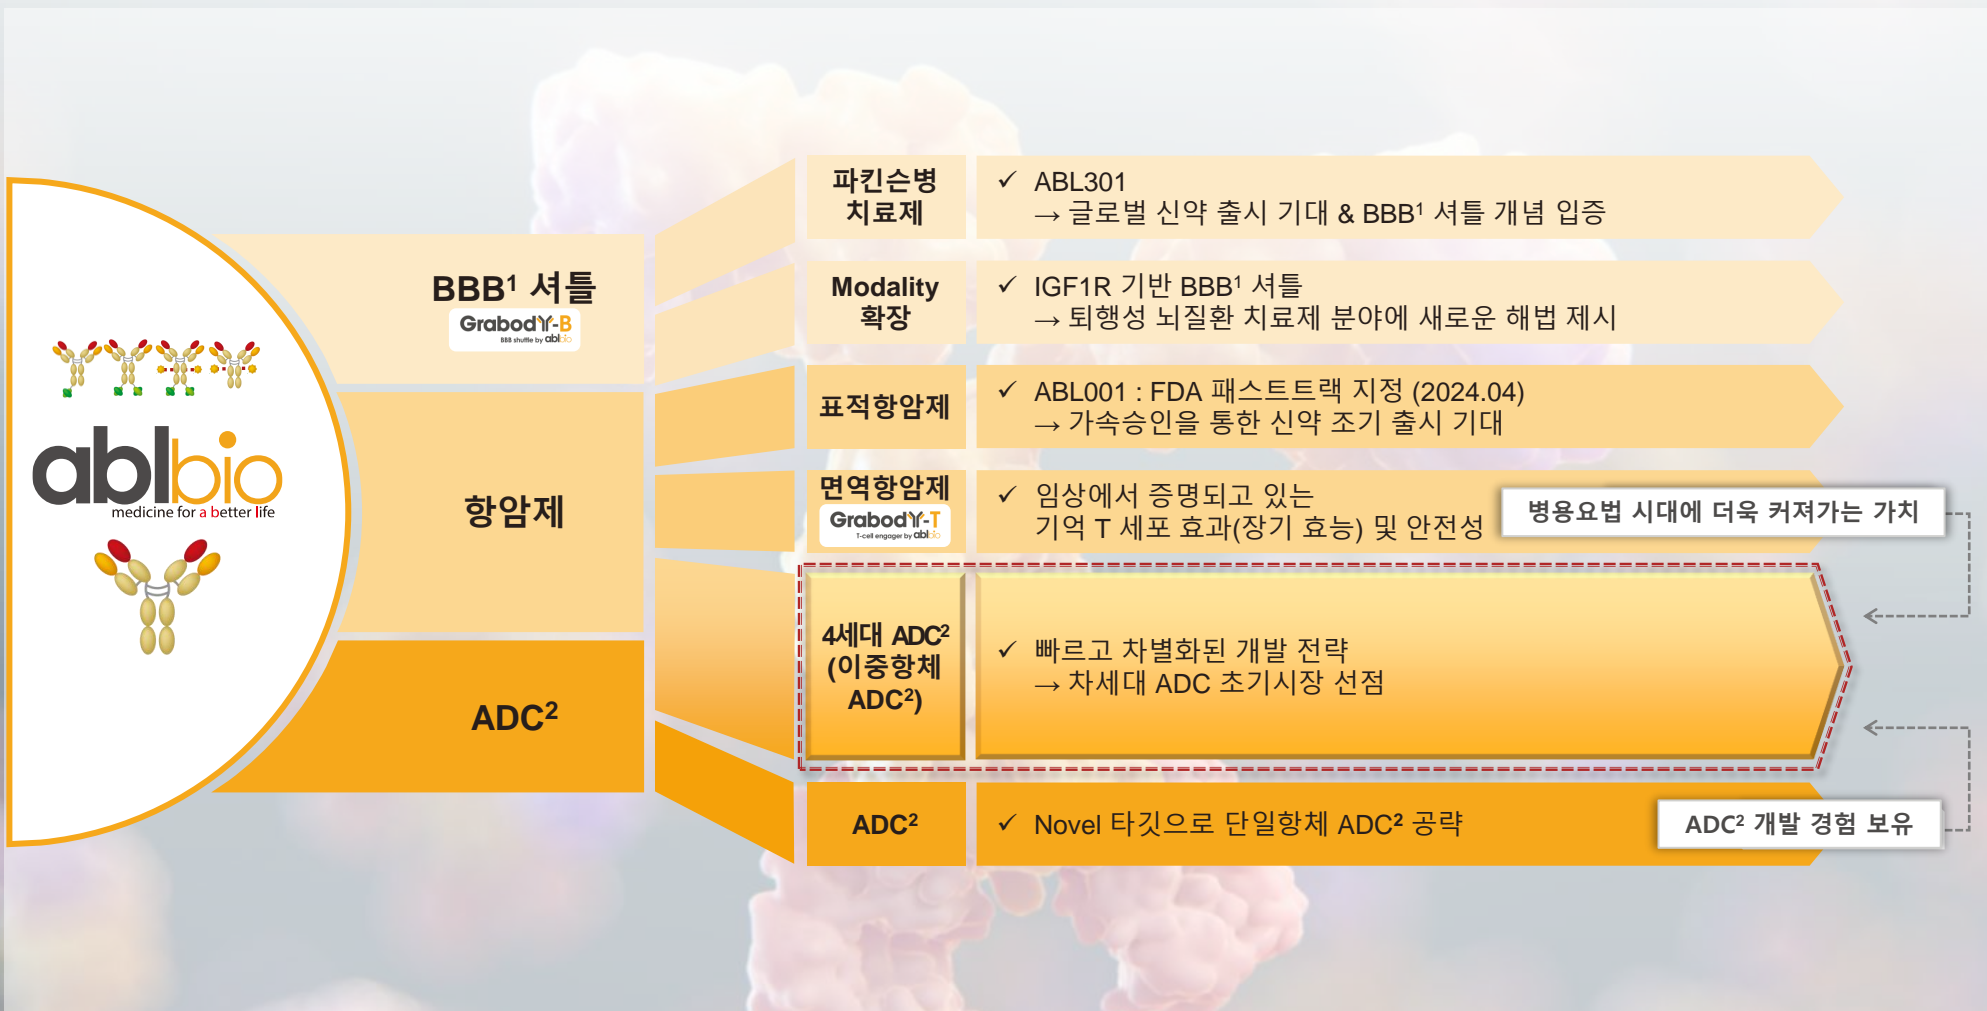 ablbio
medicine for a better life
BBB¹ 셔틀
Grabody-B
BBB shuttle by ablbio
항암제
ADC²
파킨슨병
치료제
✓ ABL301
→ 글로벌 신약 출시 기대 & BBB¹ 셔틀 개념 입증
Modality
확장
✓ IGF1R 기반 BBB¹ 셔틀
→ 퇴행성 뇌질환 치료제 분야에 새로운 해법 제시
표적항암제
✓ ABL001 : FDA 패스트트랙 지정 (2024.04)
→ 가속승인을 통한 신약 조기 출시 기대
면역항암제
Grabody-T
T-cell engager by ablbio
✓ 임상에서 증명되고 있는
기억 T 세포 효과(장기 효능) 및 안전성
병용요법 시대에 더욱 커져가는 가치
4세대 ADC²
(이중항체
ADC²)
✓ 빠르고 차별화된 개발 전략
→ 차세대 ADC 초기시장 선점
ADC²
✓ Novel 타깃으로 단일항체 ADC² 공략
ADC² 개발 경험 보유